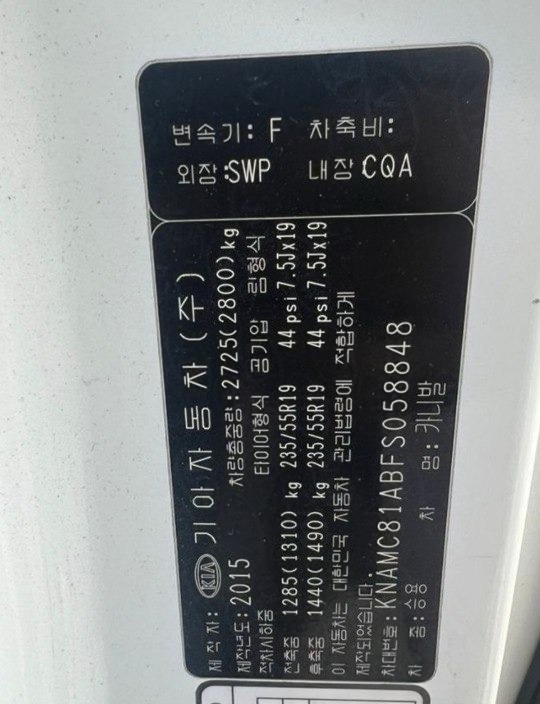 변속기: F 차축비:
외장:SWP 내장CQA
제 작 자: KIA 기아자동차(주)
제작년도: 2015 차량총중량: 2725(2800)kg
적차시하중 타이어형식 공기압 림형식
전축중 1285(1310) kg 235/55R19 44 psi 7.5Jx19
후축중 1440(1490) kg 235/55R19 44 psi 7.5Jx19
이 자동차는 대한민국 자동차 관리법령에 적합하게
제작되었습니다.
차대번호: KNAMC81ABFS058848
차 종: 승용 차 명: 카니발